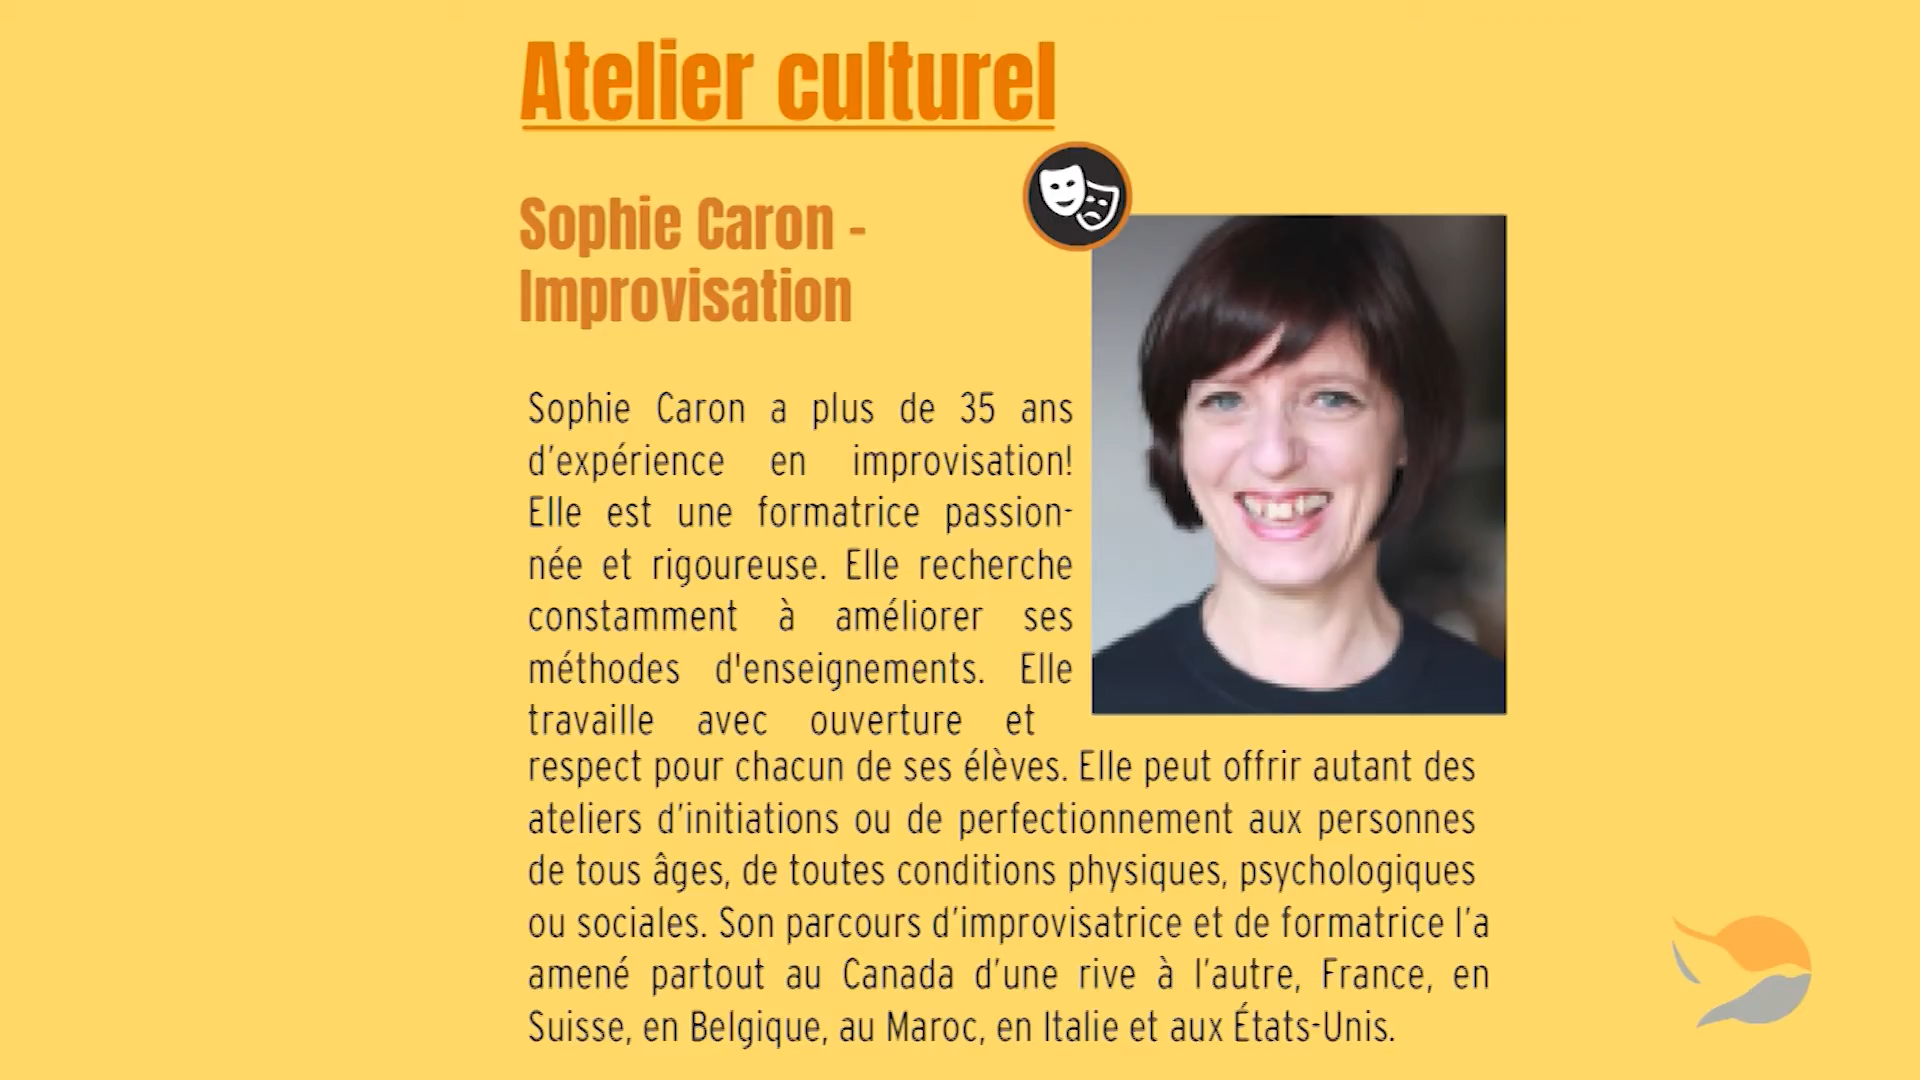 Atelier culturel
Sophie Caron -
Improvisation
Sophie Caron a plus de 35 ans
d'expérience en improvisation!
Elle est une formatrice passion-
née et rigoureuse. Elle recherche
constamment à améliorer ses
méthodes d'enseignements. Elle
travaille avec ouverture et
respect pour chacun de ses élèves. Elle peut offrir autant des
ateliers d'initiations ou de perfectionnement aux personnes
de tous âges, de toutes conditions physiques, psychologiques
ou sociales. Son parcours d'improvisatrice et de formatrice l'a
amené partout au Canada d'une rive à l'autre, France, en
Suisse, en Belgique, au Maroc, en Italie et aux États-Unis.